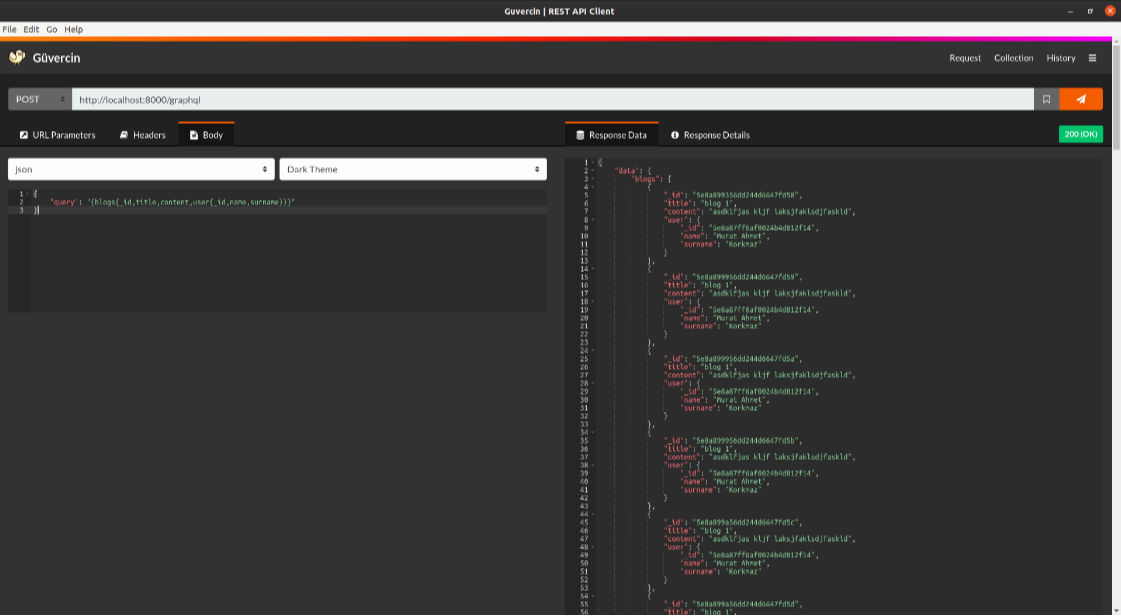 Guvercin | REST API Client
File Edit Go Help
Güvercin
Request Collection History
POST http://localhost:8000/graphql
URL Parameters Headers Body
Response Data Response Details 200 (OK)
json Dark Theme
1 {
2 "query": "{blogs{_id,title,content,user{_id,name,surname}}}"
3 }
1 {
2 "data": {
3 "blogs": [
4 {
5 "_id": "5e8a899356dd244d6647fd58",
6 "title": "blog 1",
7 "content": "asdklfjas kljf laksjfaklsdjfaskld",
8 "user": {
9 "_id": "5e8a87ff6af0024b4d812f14",
10 "name": "Murat Ahmet",
11 "surname": "Korkmaz"
12 }
13 },
14 {
15 "_id": "5e8a899956dd244d6647fd59",
16 "title": "blog 1",
17 "content": "asdklfjas kljf laksjfaklsdjfaskld",
18 "user": {
19 "_id": "5e8a87ff6af0024b4d812f14",
20 "name": "Murat Ahmet",
21 "surname": "Korkmaz"
22 }
23 },
24 {
25 "_id": "5e8a899956dd244d6647fd5a",
26 "title": "blog 1",
27 "content": "asdklfjas kljf laksjfaklsdjfaskld",
28 "user": {
29 "_id": "5e8a87ff6af0024b4d812f14",
30 "name": "Murat Ahmet",
31 "surname": "Korkmaz"
32 }
33 },
34 {
35 "_id": "5e8a899956dd244d6647fd5b",
36 "title": "blog 1",
37 "content": "asdklfjas kljf laksjfaklsdjfaskld",
38 "user": {
39 "_id": "5e8a87ff6af0024b4d812f14",
40 "name": "Murat Ahmet",
41 "surname": "Korkmaz"
42 }
43 },
44 {
45 "_id": "5e8a899a56dd244d6647fd5c",
46 "title": "blog 1",
47 "content": "asdklfjas kljf laksjfaklsdjfaskld",
48 "user": {
49 "_id": "5e8a87ff6af0024b4d812f14",
50 "name": "Murat Ahmet",
51 "surname": "Korkmaz"
52 }
53 },
54 {
55 "_id": "5e8a899a56dd244d6647fd5d",
56 "title": "blog 1",